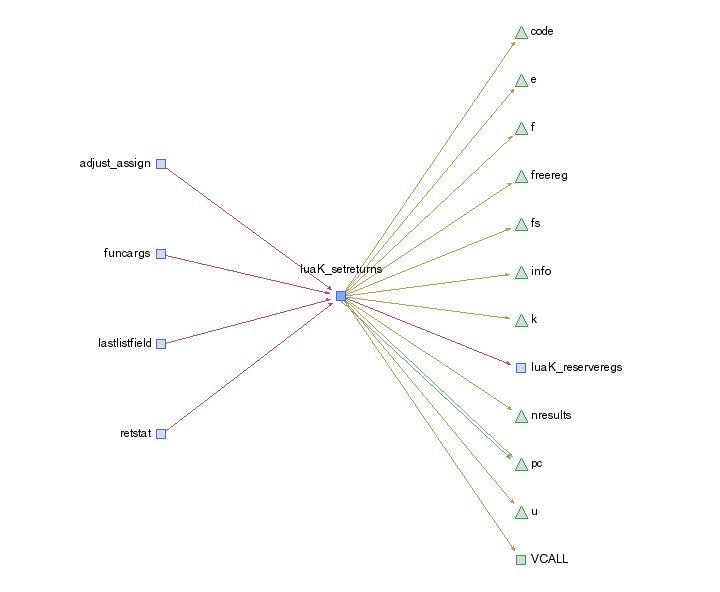 adjust_assign
funcargs
lastlistfield
retstat
luaK_setreturns
code
e
f
freereg
fs
info
k
luaK_reserveregs
nresults
pc
u
VCALL